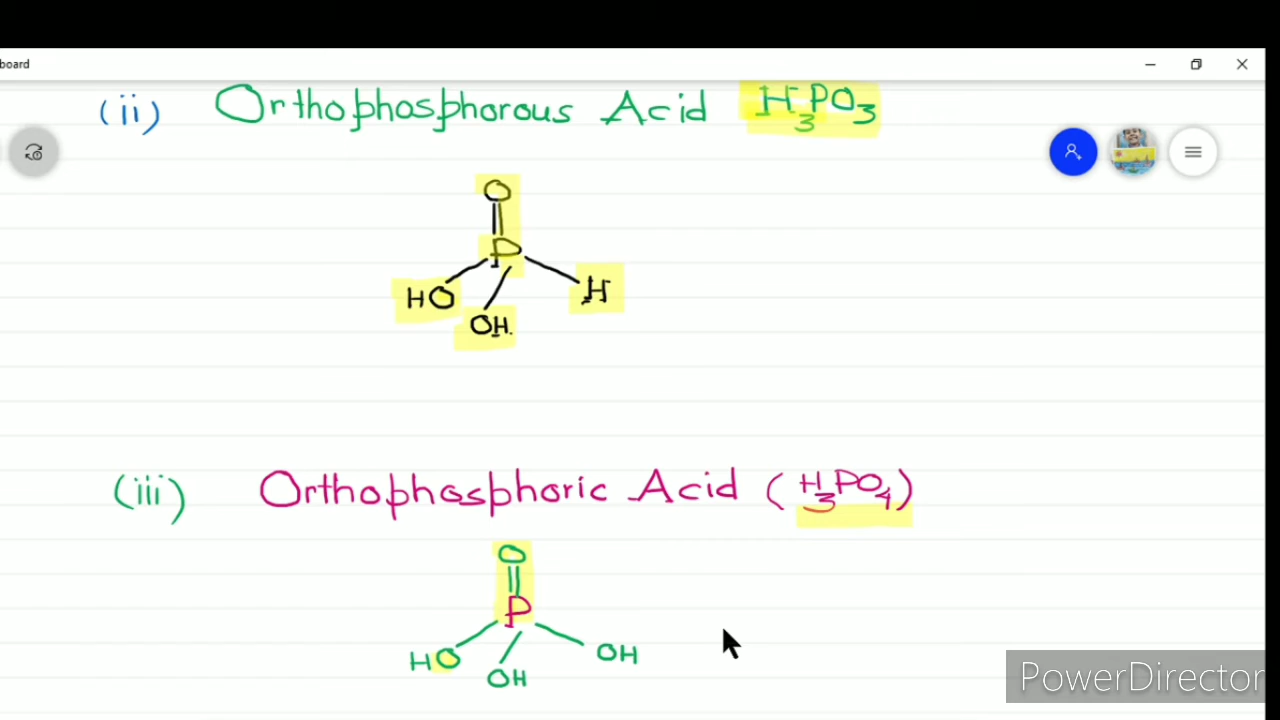 board
(ii) Orthophosphorous Acid H3PO3
O
P
HO H
OH.
(iii) Orthophosphoric Acid (H3PO4)
O
P
HO OH
OH
PowerDirector